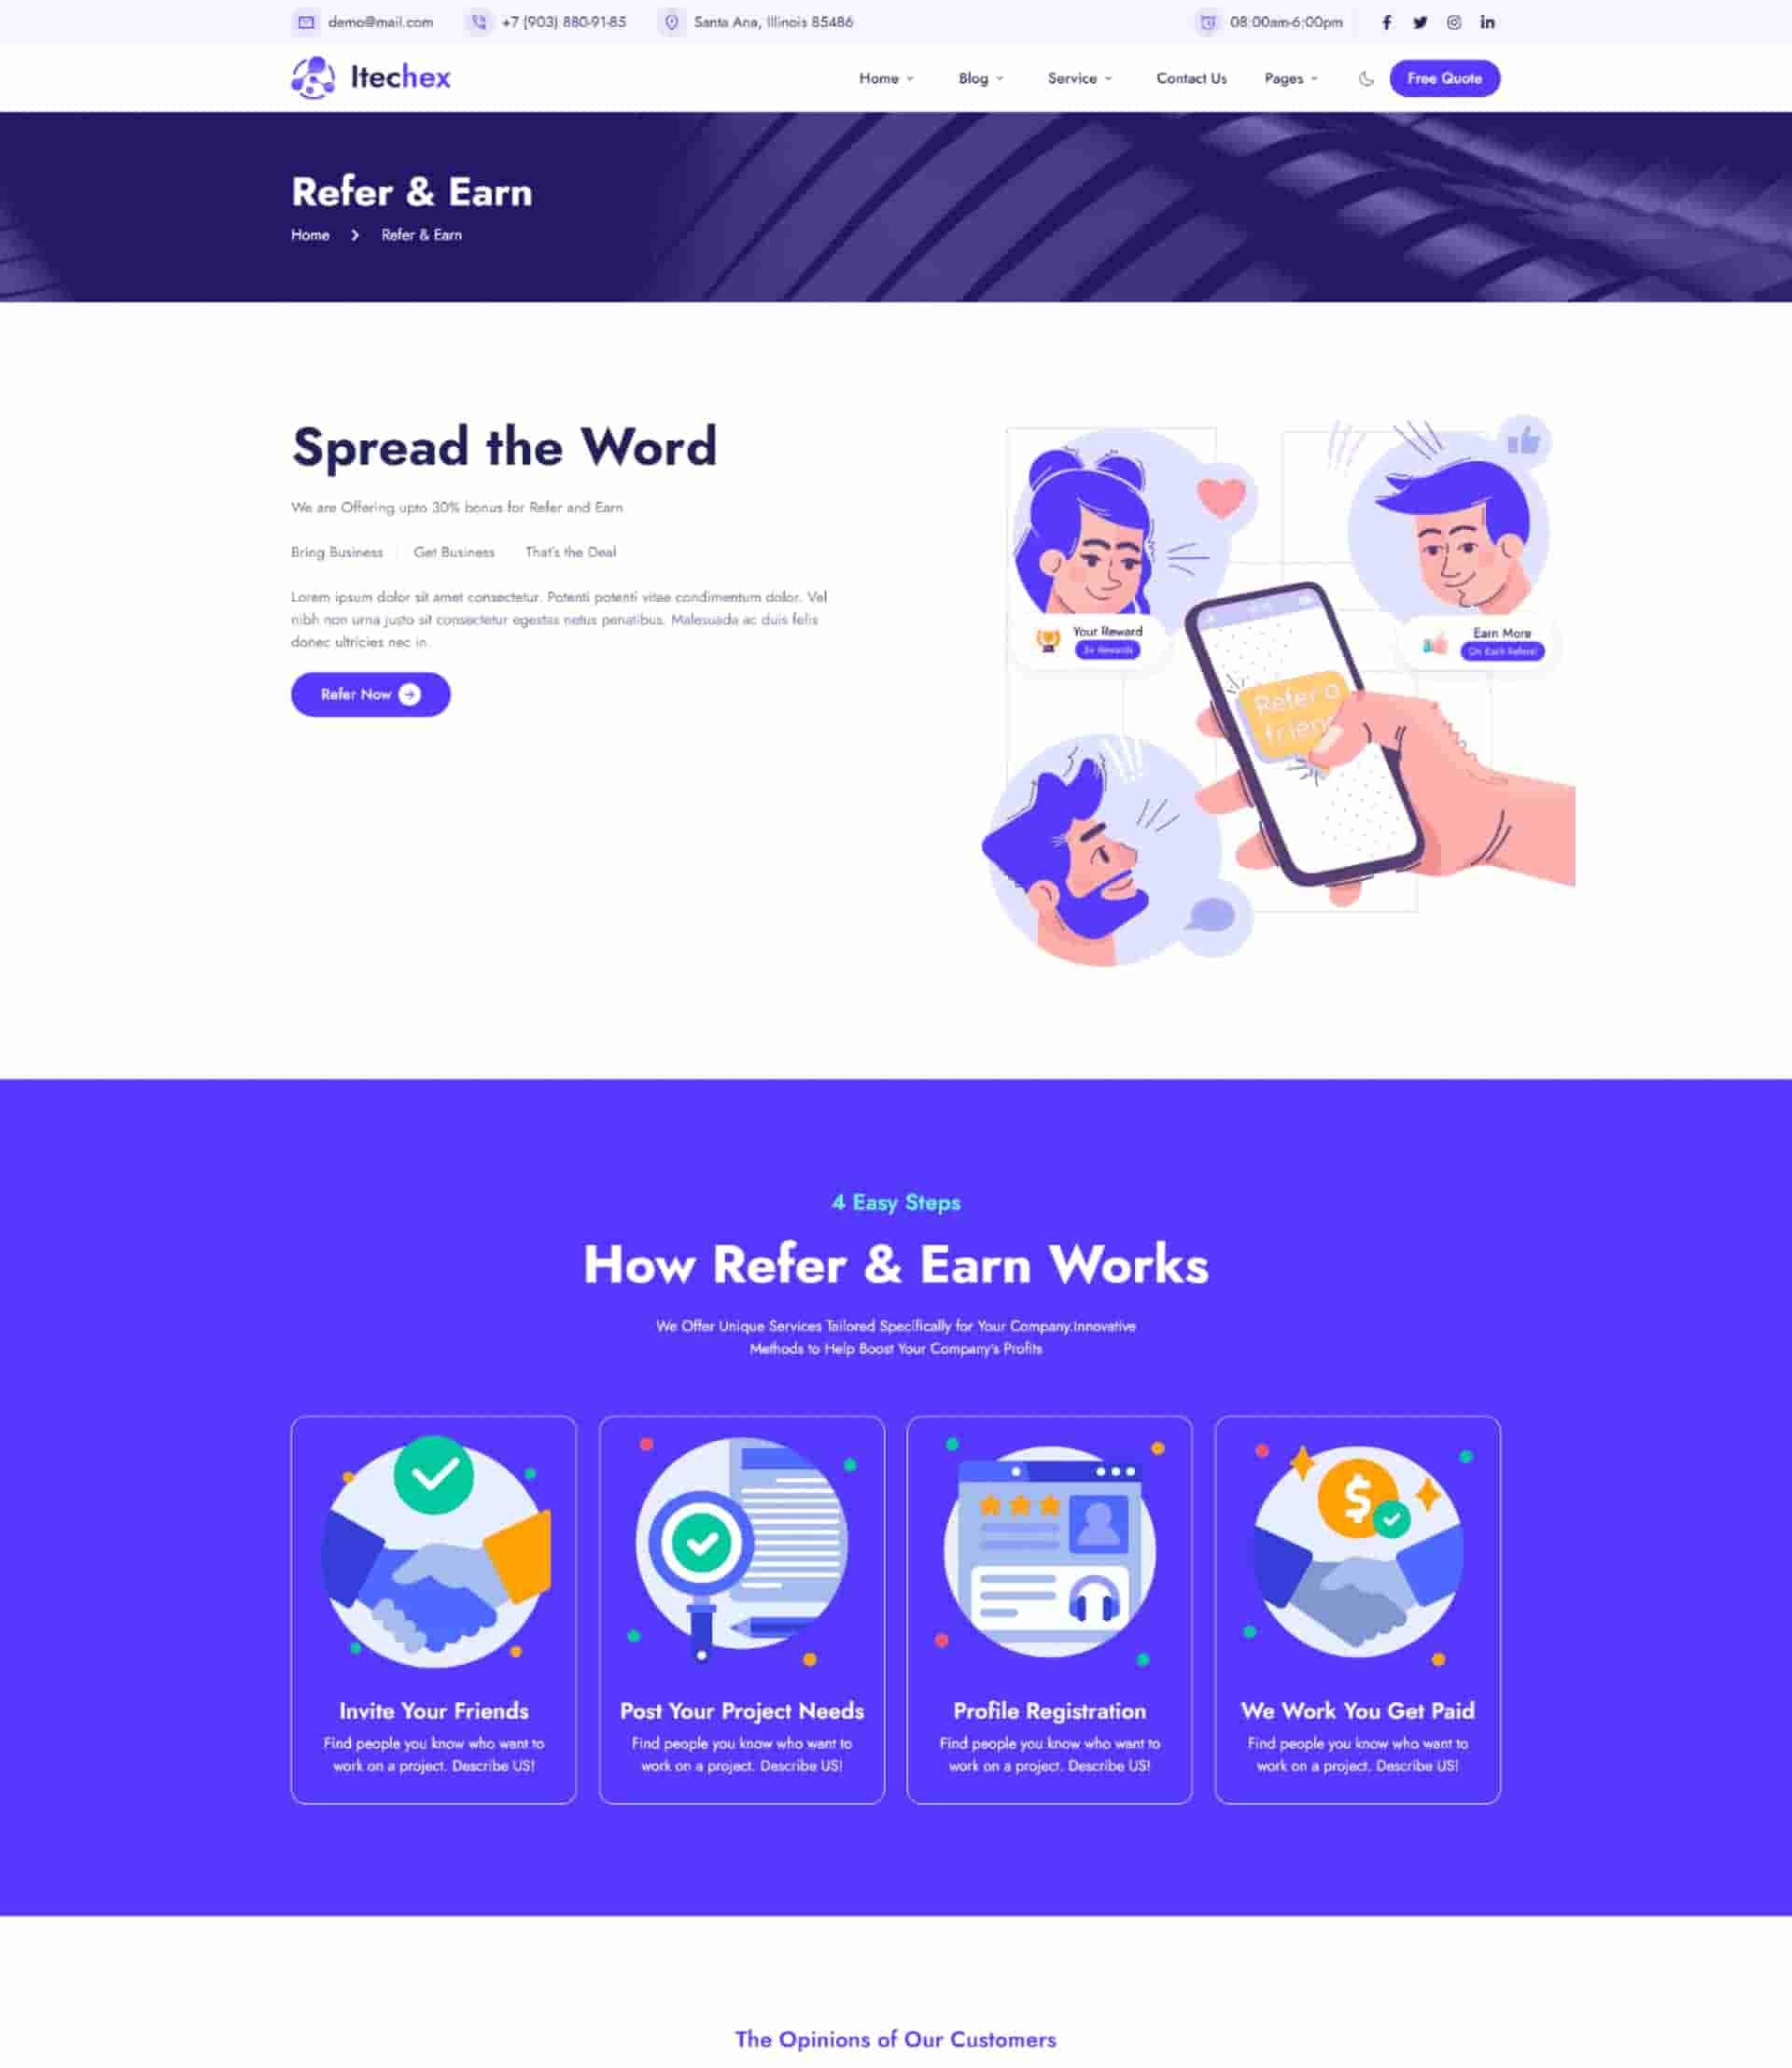 demo@mail.com
+7 (903) 880-91-85
Santa Ana, Illinois 85486
08:00am-6:00pm
Itechex
Home
Blog
Service
Contact Us
Pages
Free Quote
Refer & Earn
Home
Refer & Earn
Spread the Word
We are Offering upto 30% bonus for Refer and Earn
Bring Business
Get Business
That's the Deal
Lorem ipsum dolor sit amet consectetur. Potenti potenti vitae condimentum dolor. Vel
nibh non urna justo sit consectetur egestas netus penatibus. Malesuada ac duis felis
donec ultricies nec in.
Refer Now
Your Reward
3x Rewards
Earn More
On Each Referel
Refer a
frien
4 Easy Steps
How Refer & Earn Works
We Offer Unique Services Tailored Specifically for Your Company.Innovative
Methods to Help Boost Your Company's Profits
Invite Your Friends
Find people you know who want to
work on a project. Describe US!
Post Your Project Needs
Find people you know who want to
work on a project. Describe US!
Profile Registration
Find people you know who want to
work on a project. Describe US!
We Work You Get Paid
Find people you know who want to
work on a project. Describe US!
The Opinions of Our Customers